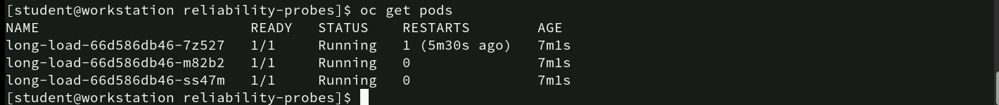 [student@workstation reliability-probes]$ oc get pods
NAME                         READY   STATUS    RESTARTS        AGE
long-load-66d586db46-7z527   1/1     Running   1 (5m30s ago)   7m1s
long-load-66d586db46-m82b2   1/1     Running   0               7m1s
long-load-66d586db46-ss47m   1/1     Running   0               7m1s
[student@workstation reliability-probes]$